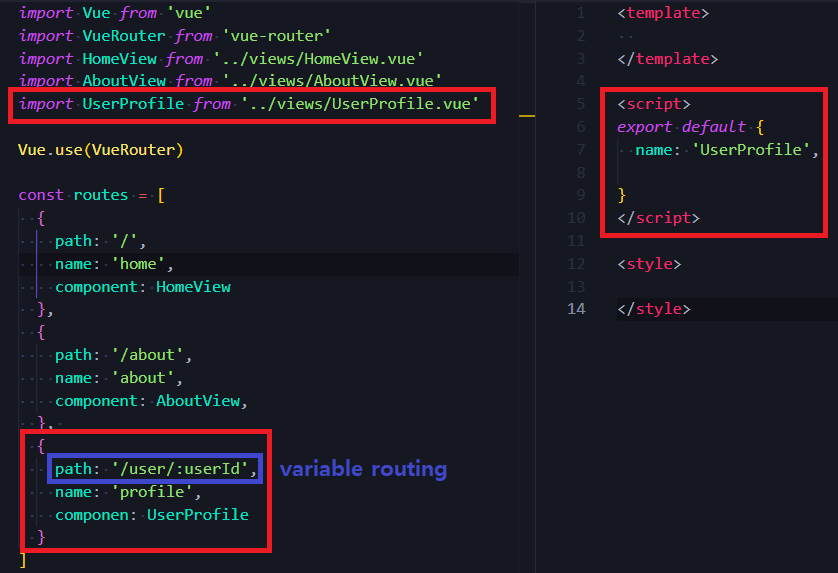 import Vue from 'vue'
import VueRouter from 'vue-router'
import HomeView from '../views/HomeView.vue'
import AboutView from '../views/AboutView.vue'
import UserProfile from '../views/UserProfile.vue'
Vue.use(VueRouter)
const routes = [
{
path: '/',
name: 'home',
component: HomeView
},
{
path: '/about',
name: 'about',
component: AboutView,
},
{
path: '/user/:userId',
variable routing
name: 'profile',
componen: UserProfile
}
]
1 <template>
2
3 </template>
4
5 <script>
6 export default {
7 name: 'UserProfile',
8
9 }
10 </script>
11
12 <style>
13
14 </style>